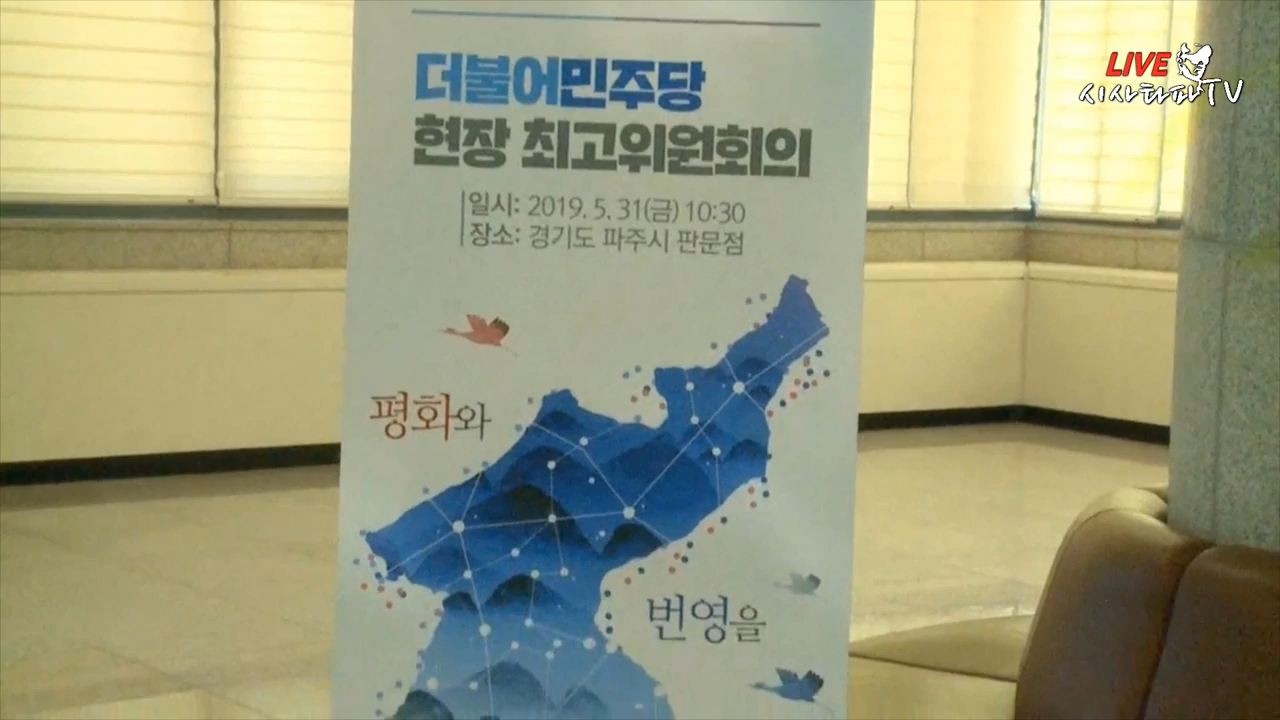 LIVE
시사타파TV
더불어민주당
현장 최고위원회의
일시: 2019. 5. 31(금) 10:30
장소: 경기도 파주시 판문점
평화와
번영을